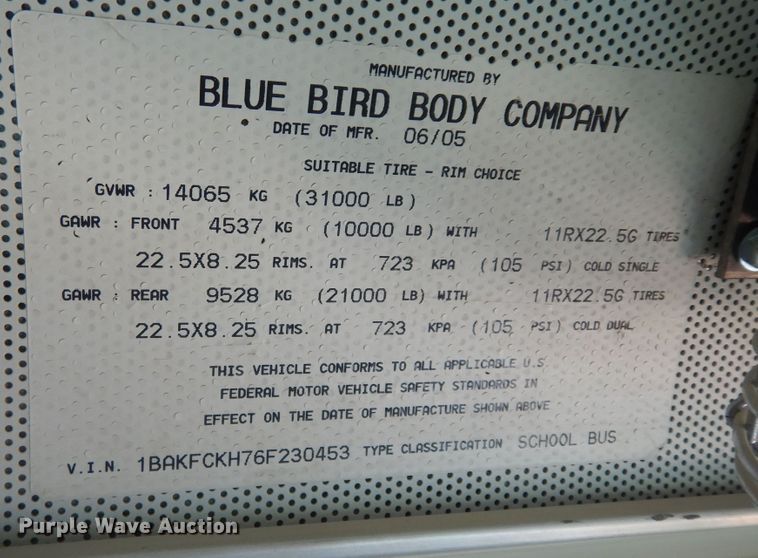 MANUFACTURED BY
BLUE BIRD BODY COMPANY
DATE OF MFR. 06/05
SUITABLE TIRE - RIM CHOICE
GVWR : 14065 KG (31000 LB)
GAWR : FRONT 4537 KG (10000 LB) WITH 11RX22.5G TIRES
22.5X8.25 RIMS. AT 723 KPA (105 PSI) COLD SINGLE
GAWR : REAR 9528 KG (21000 LB) WITH 11RX22.5G TIRES
22.5X8.25 RIMS. AT 723 KPA (105 PSI) COLD DUAL
THIS VEHICLE CONFORMS TO ALL APPLICABLE U.S
FEDERAL MOTOR VEHICLE SAFETY STANDARDS IN
EFFECT ON THE DATE OF MANUFACTURE SHOWN ABOVE
V.I.N. 1BAKFCKH76F230453 TYPE CLASSIFICATION SCHOOL BUS
Purple Wave Auction